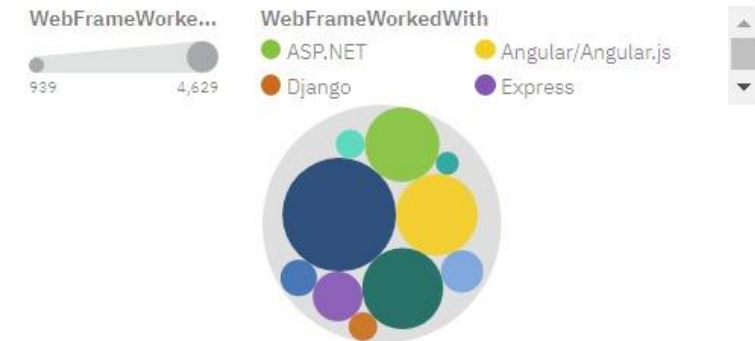 WebFrameWorke...
939 4,629
WebFrameWorkedWith
ASP.NET Angular/Angular.js
Django Express